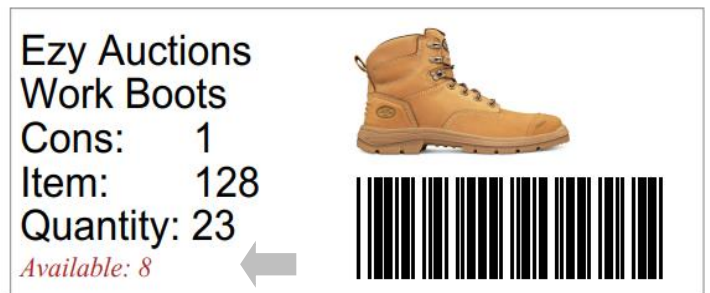 Ezy Auctions
Work Boots
Cons: 1
Item: 128
Quantity: 23
Available: 8